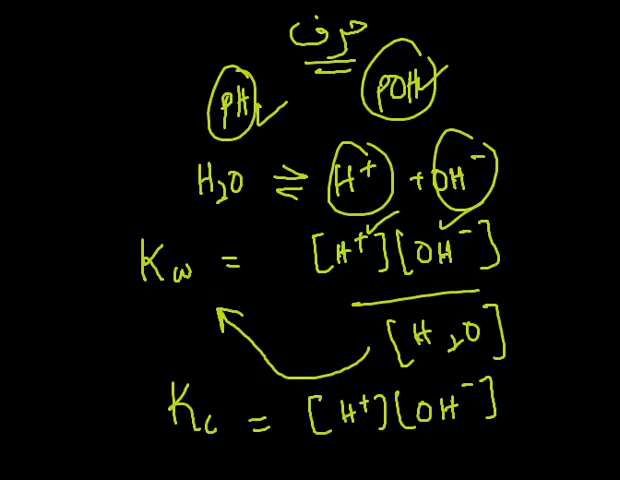 حرف
pH pOH
H₂O ⇌ H⁺ + OH⁻
Kw = [H⁺][OH⁻]
[H₂O]
Kc = [H⁺][OH⁻]